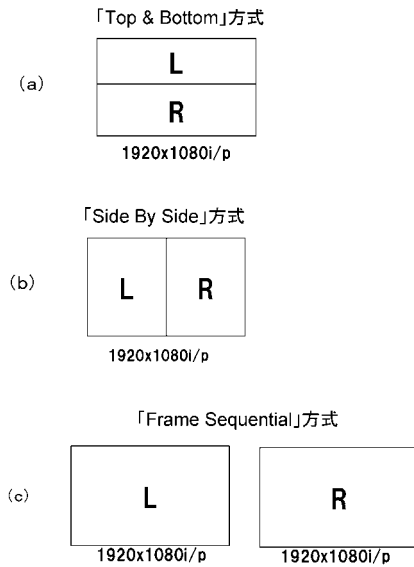 「Top & Bottom」方式
(a)
L
R
1920x1080i/p
「Side By Side」方式
(b)
L R
1920x1080i/p
「Frame Sequential」方式
(c)
L R
1920x1080i/p 1920x1080i/p